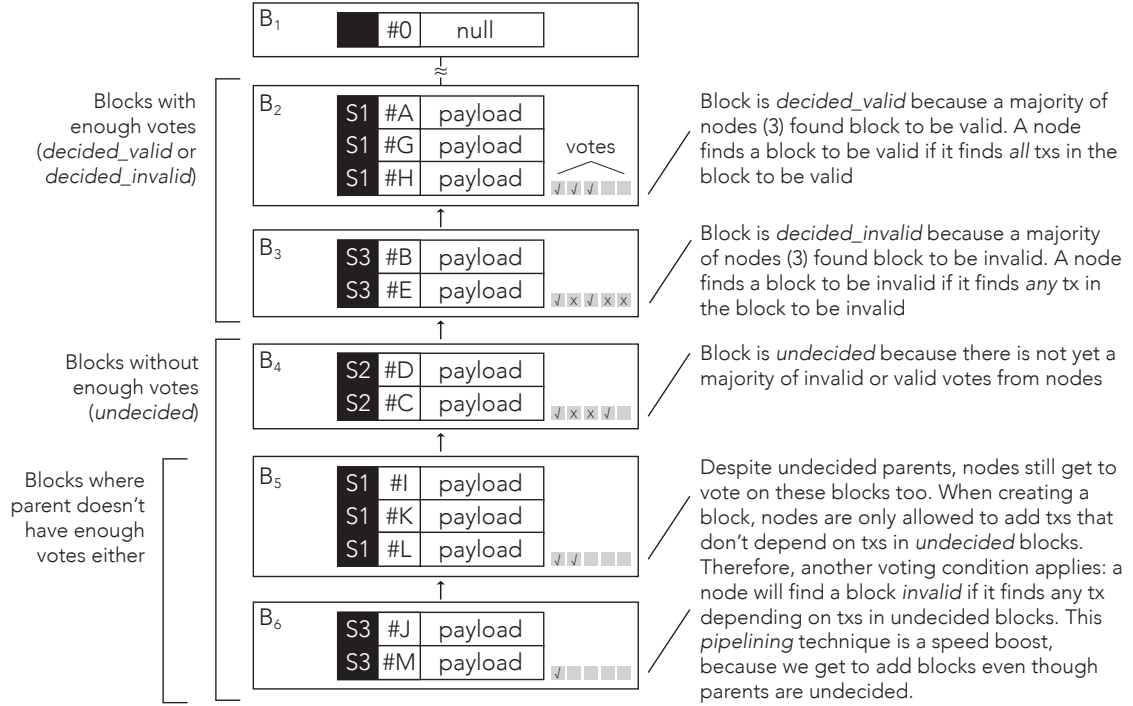 B1
#0 null
≈
Blocks with
enough votes
(decided_valid or
decided_invalid)
B2
S1 #A payload
S1 #G payload
S1 #H payload
votes
√ √ √
Block is decided_valid because a majority of
nodes (3) found block to be valid. A node
finds a block to be valid if it finds all txs in the
block to be valid
B3
S3 #B payload
S3 #E payload
√ x √ x x
Block is decided_invalid because a majority
of nodes (3) found block to be invalid. A node
finds a block to be invalid if it finds any tx in
the block to be invalid
Blocks without
enough votes
(undecided)
B4
S2 #D payload
S2 #C payload
√ x x √
Block is undecided because there is not yet a
majority of invalid or valid votes from nodes
Blocks where
parent doesn’t
have enough
votes either
B5
S1 #I payload
S1 #K payload
S1 #L payload
√ √
B6
S3 #J payload
S3 #M payload
√
Despite undecided parents, nodes still get to
vote on these blocks too. When creating a
block, nodes are only allowed to add txs that
don’t depend on txs in undecided blocks.
Therefore, another voting condition applies: a
node will find a block invalid if it finds any tx
depending on txs in undecided blocks. This
pipelining technique is a speed boost,
because we get to add blocks even though
parents are undecided.